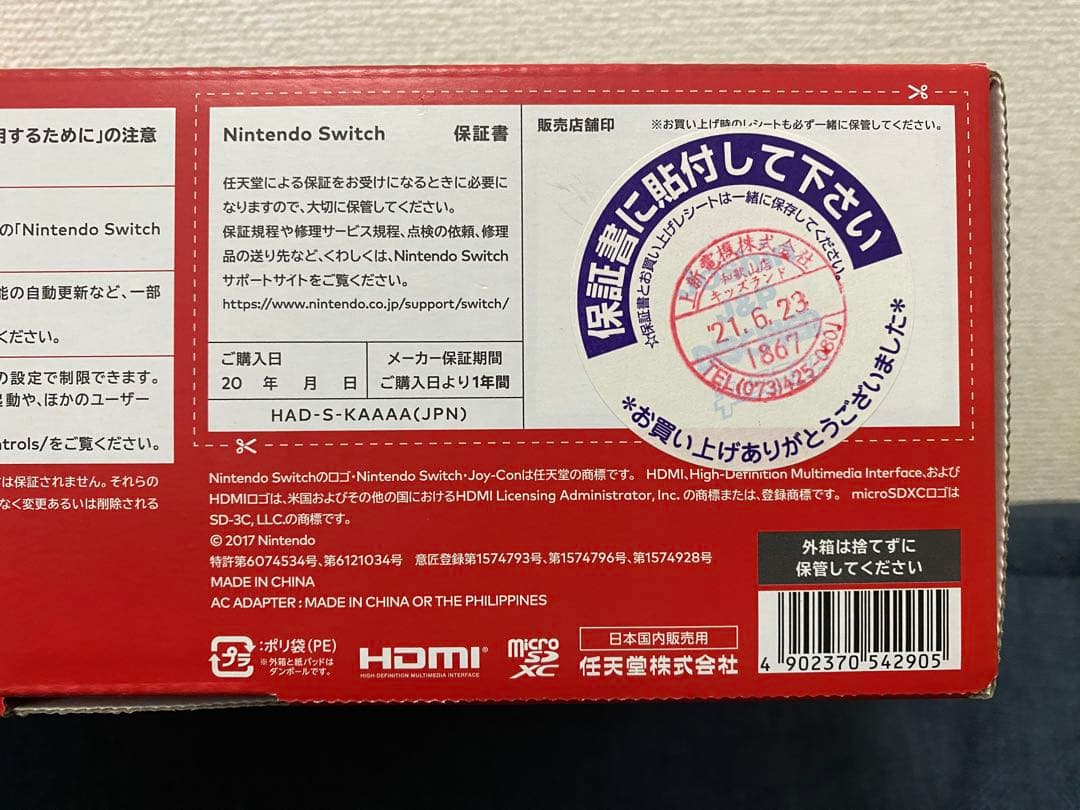 用するために」の注意
の「Nintendo Switch
能の自動更新など、一部
ください。
の設定で制限できます。
起動や、ほかのユーザー
ntrols/をご覧ください。
は保証されません。それらの
なく変更あるいは削除される
Nintendo Switch 保証書
任天堂による保証をお受けになるときに必要に
なりますので、大切に保管してください。
保証規程や修理サービス規程、点検の依頼、修理
品の送り先など、くわしくは、Nintendo Switch
サポートサイトをご覧ください。
https://www.nintendo.co.jp/support/switch/
ご購入日
20 年 月 日
メーカー保証期間
ご購入日より1年間
HAD-S-KAAAA(JPN)
販売店舗印 ※お買い上げ時のレシートも必ず一緒に保管してください。
保証書に貼付して下さい
☆保証書とお買い上げレシートは一緒に保存してください。
上新電機株式会社
和歌山店
キッズランド
'21.6.23
1867
TEL(073)425-0801
*お買い上げありがとうございました*
Nintendo Switchのロゴ・Nintendo Switch・Joy-Conは任天堂の商標です。 HDMI、High-Definition Multimedia Interface、および
HDMIロゴは、米国およびその他の国におけるHDMI Licensing Administrator, Inc. の商標または、登録商標です。 microSDXCロゴは
SD-3C, LLC.の商標です。
© 2017 Nintendo
特許第6074534号、第6121034号 意匠登録第1574793号、第1574796号、第1574928号
MADE IN CHINA
AC ADAPTER : MADE IN CHINA OR THE PHILIPPINES
プラ
:ポリ袋(PE)
※外箱と紙パッドは
ダンボールです。
HDMI
HIGH-DEFINITION MULTIMEDIA INTERFACE
micro
SD
XC
日本国内販売用
任天堂株式会社
外箱は捨てずに
保管してください
4 902370 542905